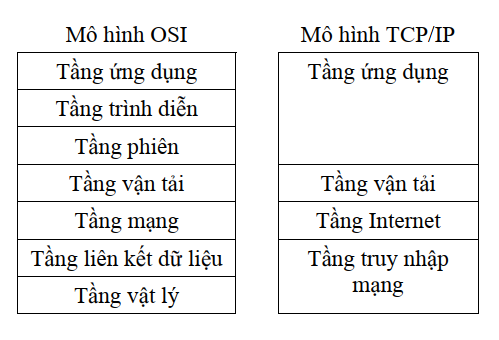 Mô hình OSI
Tầng ứng dụng
Tầng trình diễn
Tầng phiên
Tầng vận tải
Tầng mạng
Tầng liên kết dữ liệu
Tầng vật lý
Mô hình TCP/IP
Tầng ứng dụng
Tầng vận tải
Tầng Internet
Tầng truy nhập
mạng